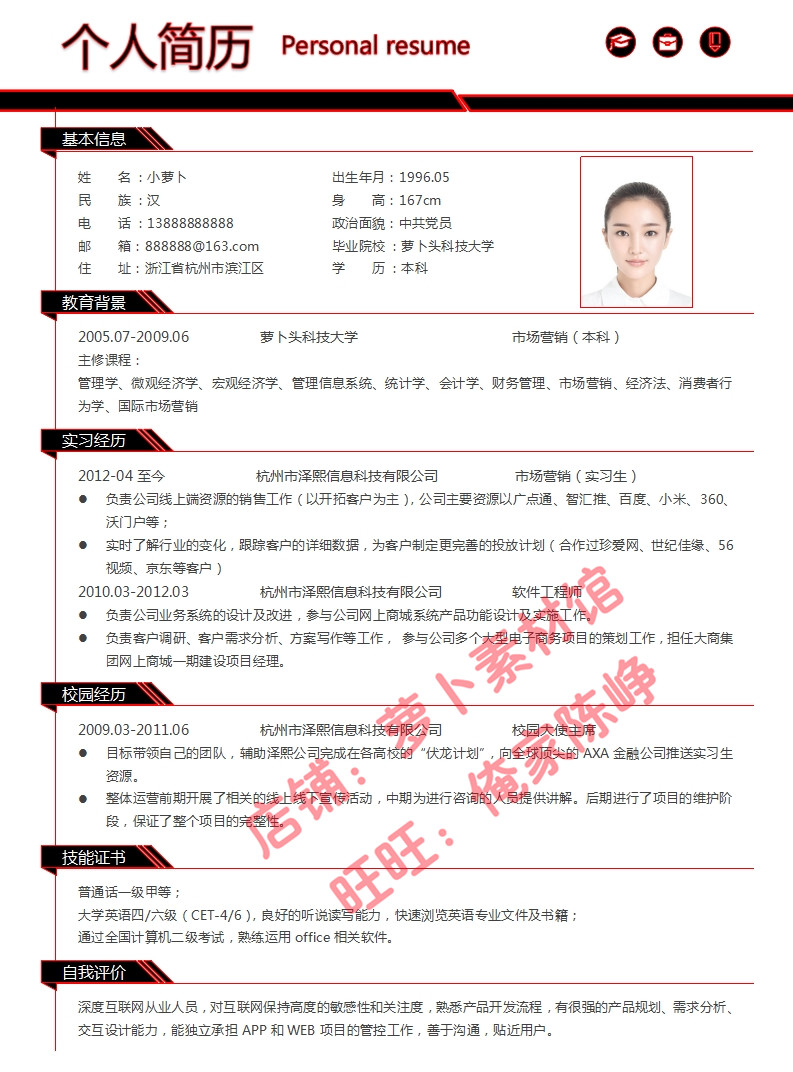 个人简历 Personal resume
基本信息
姓 名：小萝卜 出生年月：1996.05
民 族：汉 身 高：167cm
电 话：13888888888 政治面貌：中共党员
邮 箱：888888@163.com 毕业院校：萝卜头科技大学
住 址：浙江省杭州市滨江区 学 历：本科
教育背景
2005.07-2009.06 萝卜头科技大学 市场营销（本科）
主修课程：
管理学、微观经济学、宏观经济学、管理信息系统、统计学、会计学、财务管理、市场营销、经济法、消费者行
为学、国际市场营销
实习经历
2012-04 至今 杭州市泽熙信息科技有限公司 市场营销（实习生）
● 负责公司线上端资源的销售工作（以开拓客户为主），公司主要资源以广点通、智汇推、百度、小米、360、
沃门户等；
● 实时了解行业的变化，跟踪客户的详细数据，为客户制定更完善的投放计划（合作过珍爱网、世纪佳缘、56
视频、京东等客户）
2010.03-2012.03 杭州市泽熙信息科技有限公司 软件工程师
● 负责公司业务系统的设计及改进，参与公司网上商城系统产品功能设计及实施工作。
● 负责客户调研、客户需求分析、方案写作等工作， 参与公司多个大型电子商务项目的策划工作，担任大商集
团网上商城一期建设项目经理。
校园经历
2009.03-2011.06 杭州市泽熙信息科技有限公司 校园大使主席
● 目标带领自己的团队，辅助泽熙公司完成在各高校的“伏龙计划”，向全球顶尖的 AXA 金融公司推送实习生
资源。
● 整体运营前期开展了相关的线上线下宣传活动，中期为进行咨询的人员提供讲解。后期进行了项目的维护阶
段，保证了整个项目的完整性。
店铺：萝卜素材馆
旺旺：俺家陈峥
技能证书
普通话一级甲等；
大学英语四/六级（CET-4/6），良好的听说读写能力，快速浏览英语专业文件及书籍；
通过全国计算机二级考试，熟练运用 office 相关软件。
自我评价
深度互联网从业人员，对互联网保持高度的敏感性和关注度，熟悉产品开发流程，有很强的产品规划、需求分析、
交互设计能力，能独立承担 APP 和 WEB 项目的管控工作，善于沟通，贴近用户。